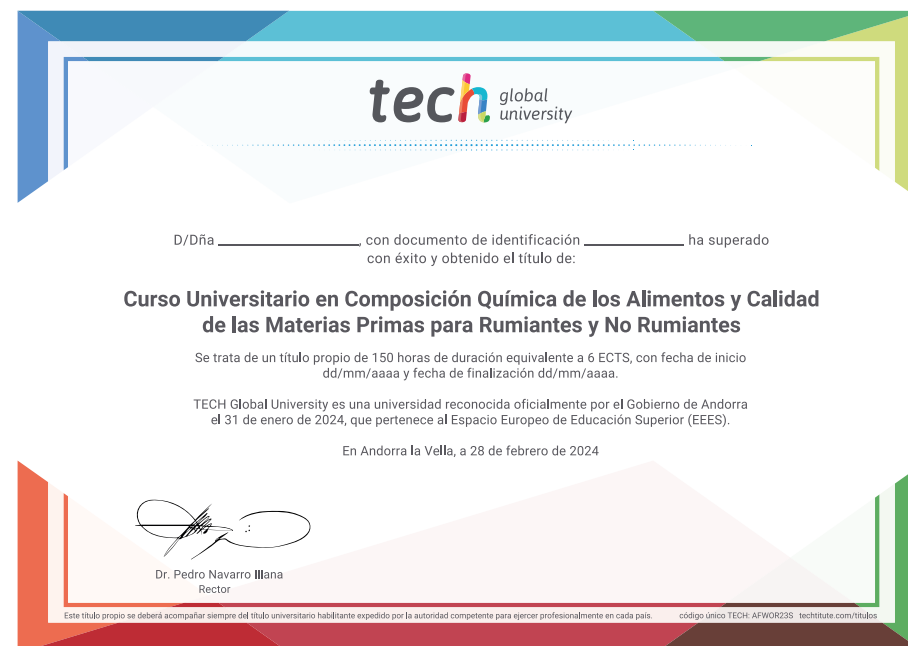 tech global university
D/Dña ____________________, con documento de identificación ______________ ha superado
con éxito y obtenido el título de:
Curso Universitario en Composición Química de los Alimentos y Calidad
de las Materias Primas para Rumiantes y No Rumiantes
Se trata de un título propio de 150 horas de duración equivalente a 6 ECTS, con fecha de inicio
dd/mm/aaaa y fecha de finalización dd/mm/aaaa.
TECH Global University es una universidad reconocida oficialmente por el Gobierno de Andorra
el 31 de enero de 2024, que pertenece al Espacio Europeo de Educación Superior (EEES).
En Andorra la Vella, a 28 de febrero de 2024
Dr. Pedro Navarro Illana
Rector
Este título propio se deberá acompañar siempre del título universitario habilitante expedido por la autoridad competente para ejercer profesionalmente en cada país. código único TECH: AFWOR23S techtitute.com/titulos